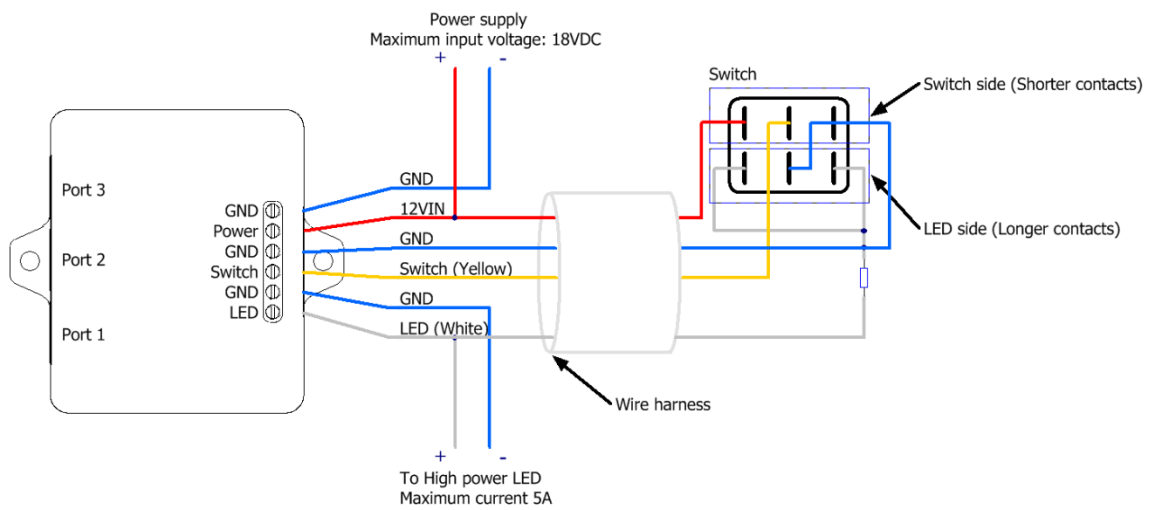 Power supply
Maximum input voltage: 18VDC
+ -
Switch
Switch side (Shorter contacts)
LED side (Longer contacts)
Port 3
Port 2
Port 1
GND
Power
GND
Switch
GND
LED
GND
12VIN
GND
Switch (Yellow)
GND
LED (White)
Wire harness
+ -
To High power LED
Maximum current 5A